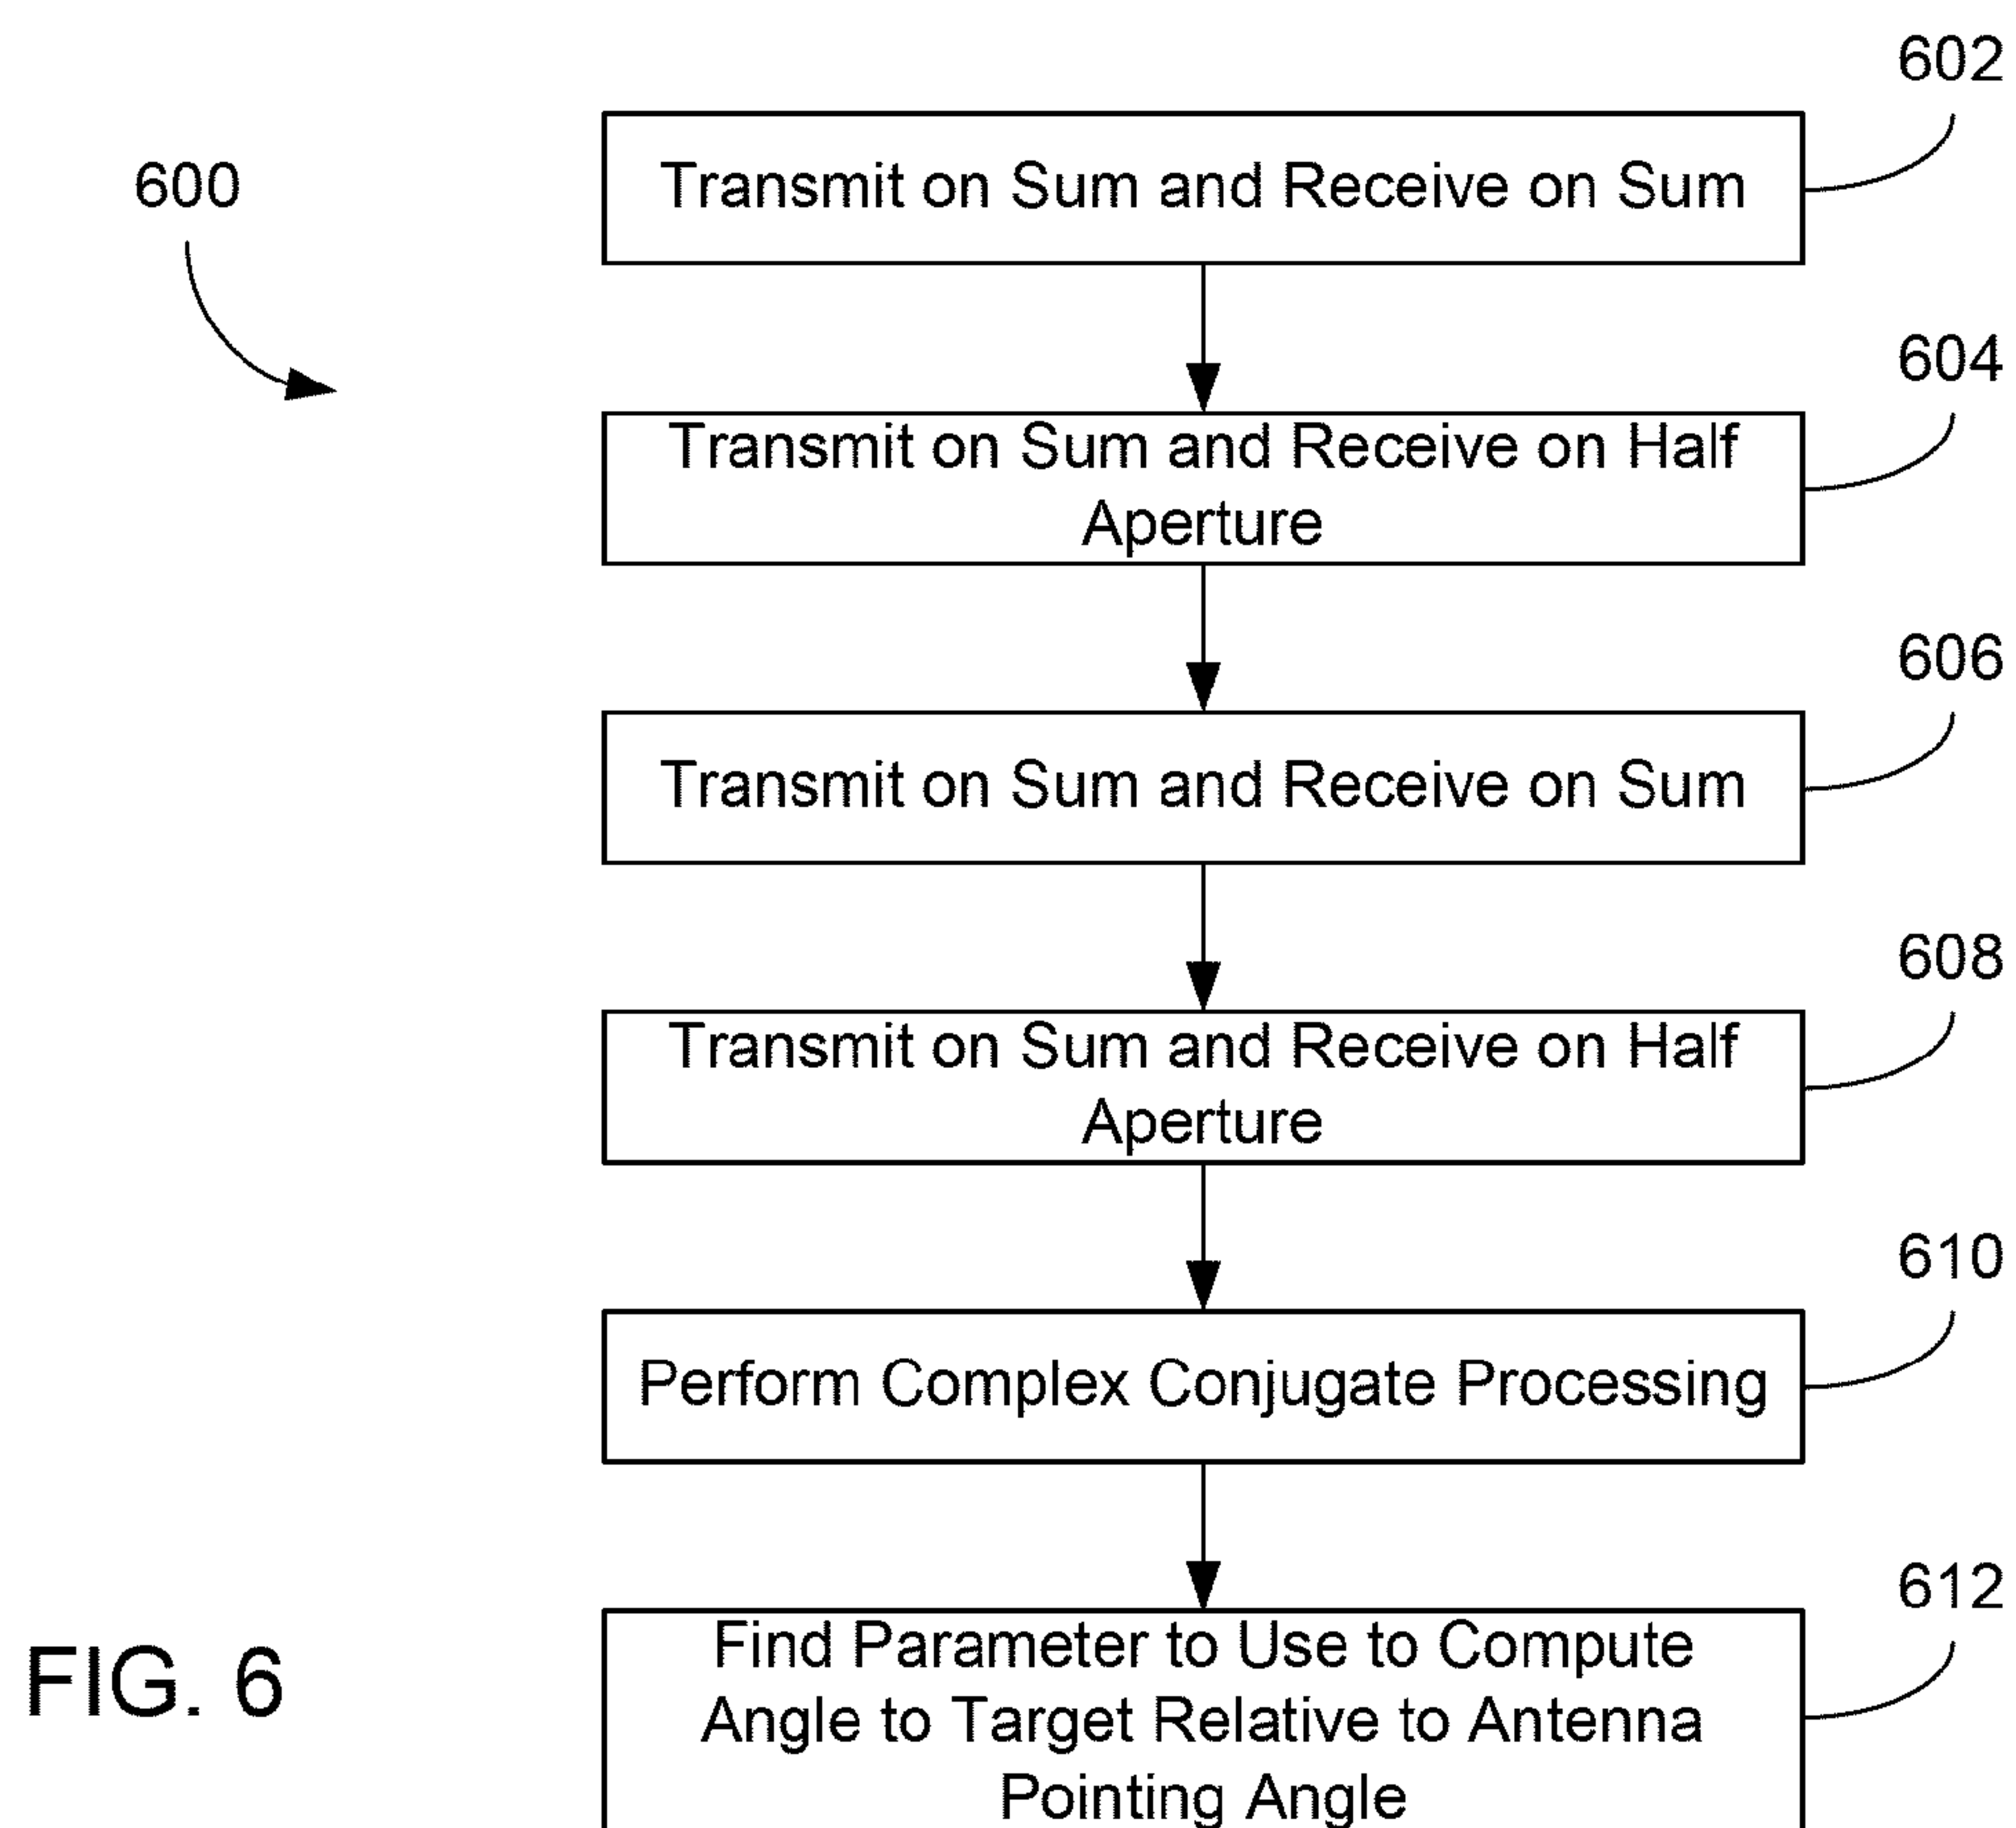 602
600
Transmit on Sum and Receive on Sum
604
Transmit on Sum and Receive on Half
Aperture
606
Transmit on Sum and Receive on Sum
608
Transmit on Sum and Receive on Half
Aperture
610
Perform Complex Conjugate Processing
612
Find Parameter to Use to Compute
Angle to Target Relative to Antenna
Pointing Angle
FIG. 6